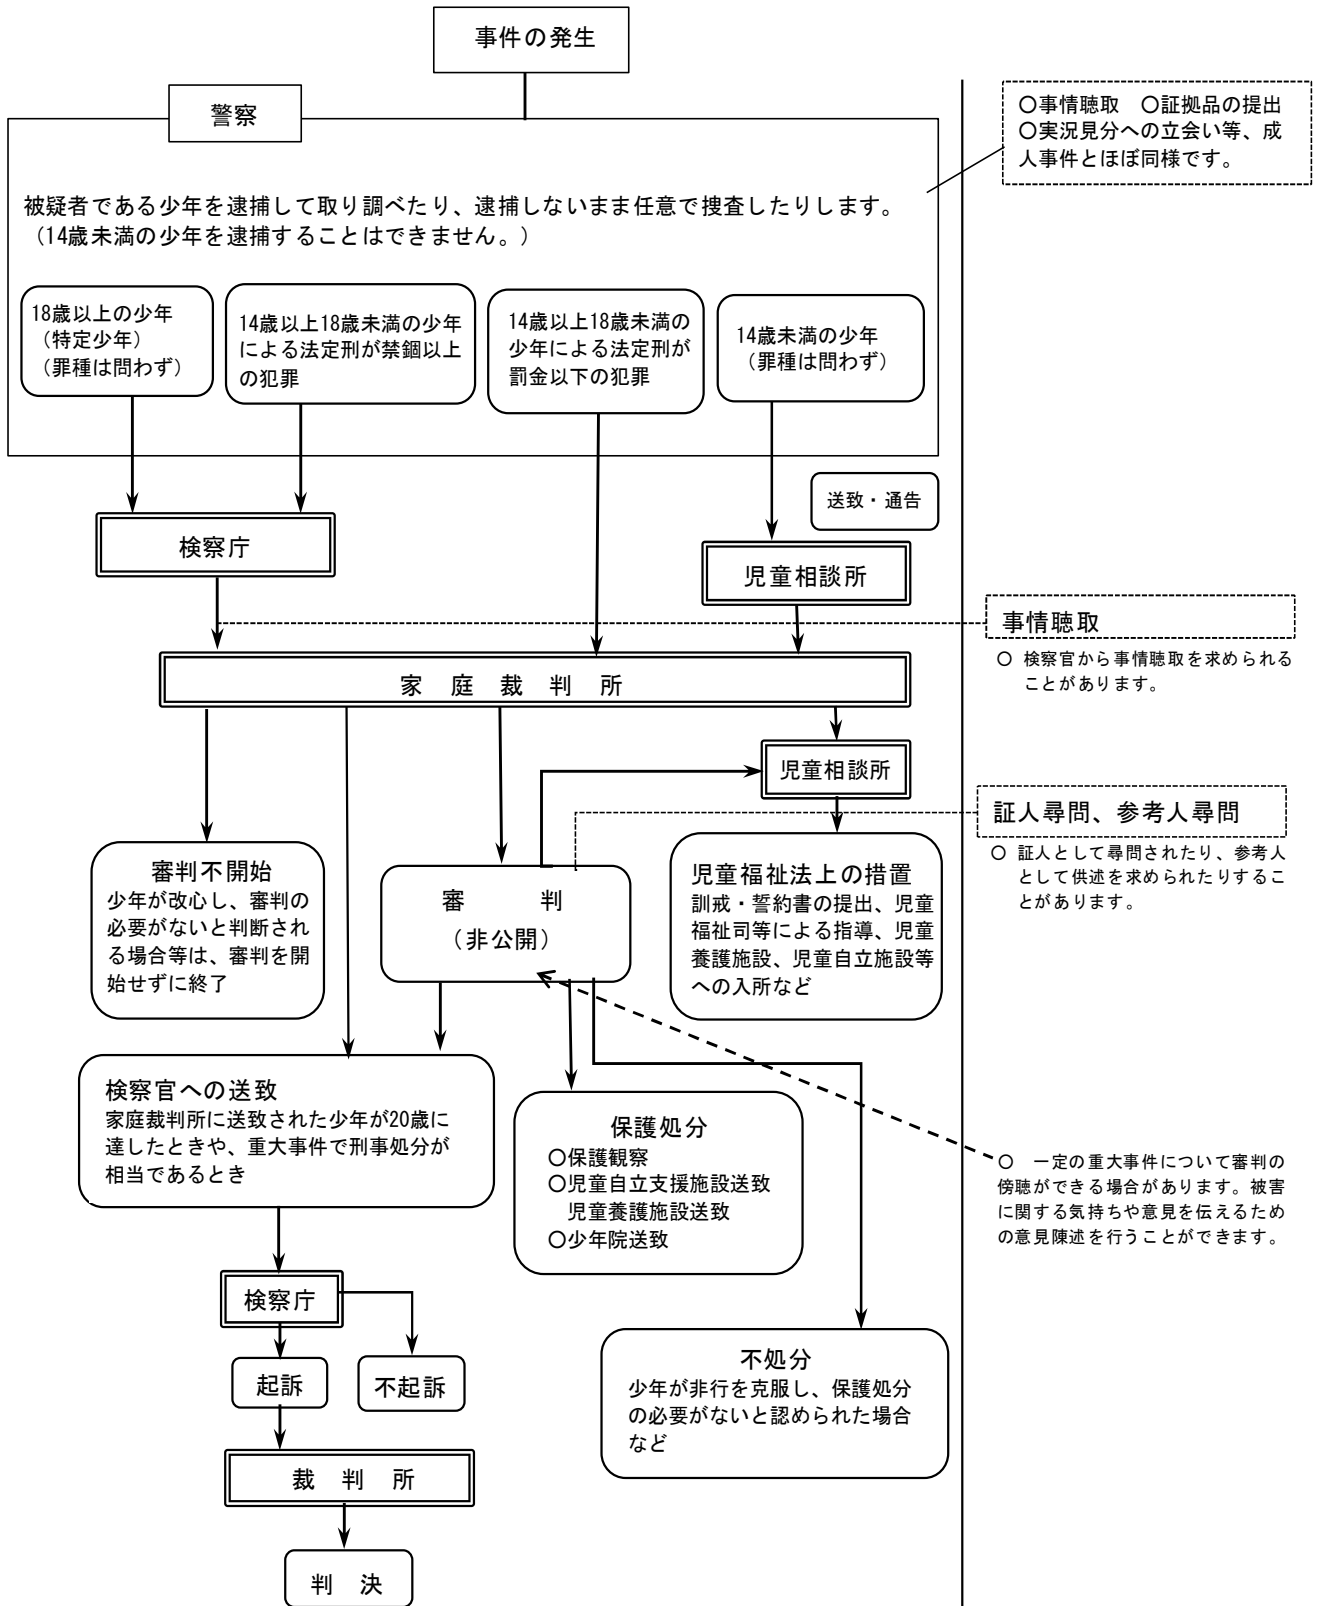 事件の発生
警察
○事情聴取 ○証拠品の提出
○実況見分への立会い等、成
人事件とほぼ同様です。
被疑者である少年を逮捕して取り調べたり、逮捕しないまま任意で捜査したりします。
（14歳未満の少年を逮捕することはできません。）
18歳以上の少年
（特定少年）
（罪種は問わず）
14歳以上18歳未満の少年
による法定刑が禁錮以上
の犯罪
14歳以上18歳未満の
少年による法定刑が
罰金以下の犯罪
14歳未満の少年
（罪種は問わず）
送致・通告
検察庁
児童相談所
事情聴取
○ 検察官から事情聴取を求められる
ことがあります。
家庭裁判所
児童相談所
証人尋問、参考人尋問
○ 証人として尋問されたり、参考人
として供述を求められたりするこ
とがあります。
審判不開始
少年が改心し、審判の
必要がないと判断され
る場合等は、審判を開
始せずに終了
審 判
（非公開）
児童福祉法上の措置
訓戒・誓約書の提出、児童
福祉司等による指導、児童
養護施設、児童自立施設等
への入所など
検察官への送致
家庭裁判所に送致された少年が20歳に
達したときや、重大事件で刑事処分が
相当であるとき
保護処分
○保護観察
○児童自立支援施設送致
児童養護施設送致
○少年院送致
○ 一定の重大事件について審判の
傍聴ができる場合があります。被害
に関する気持ちや意見を伝えるため
の意見陳述を行うことができます。
検察庁
起訴
不起訴
不処分
少年が非行を克服し、保護処分
の必要がないと認められた場合
など
裁 判 所
判 決